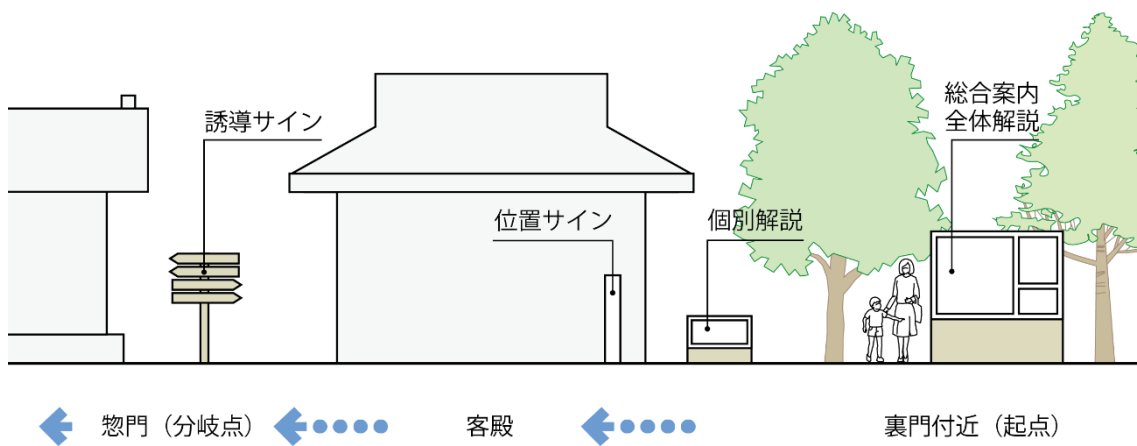 総合案内
全体解説
誘導サイン
位置サイン
個別解説
惣門（分岐点）
客殿
裏門付近（起点）